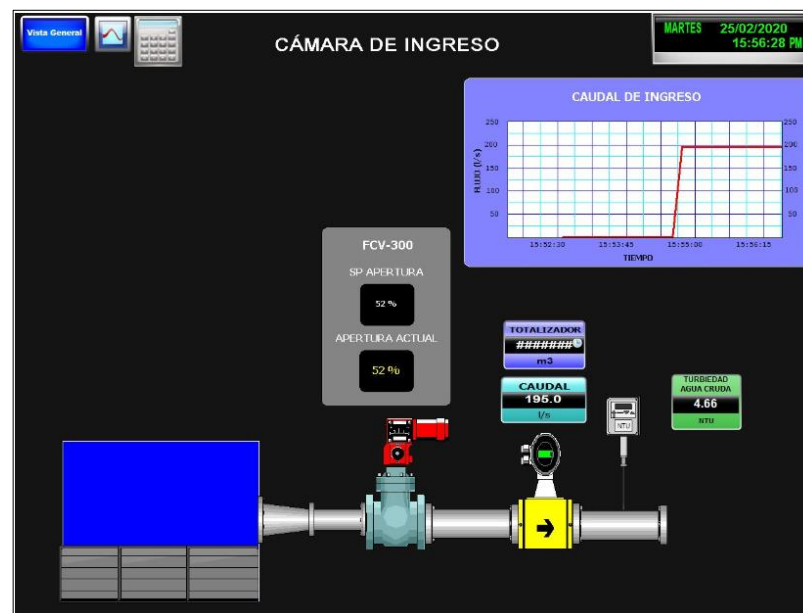 Vista General
CÁMARA DE INGRESO
MARTES 25/02/2020
15:56:28 PM
CAUDAL DE INGRESO
250 250
200 200
150 150
100 100
50 50
FLUJO (l/s)
15:52:30 15:53:45 15:55:00 15:56:15
TIEMPO
FCV-300
SP APERTURA
52 %
APERTURA ACTUAL
52 %
TOTALIZADOR
#######
m3
CAUDAL
195.0
l/s
NTU
TURBIEDAD
AGUA CRUDA
4.66
NTU